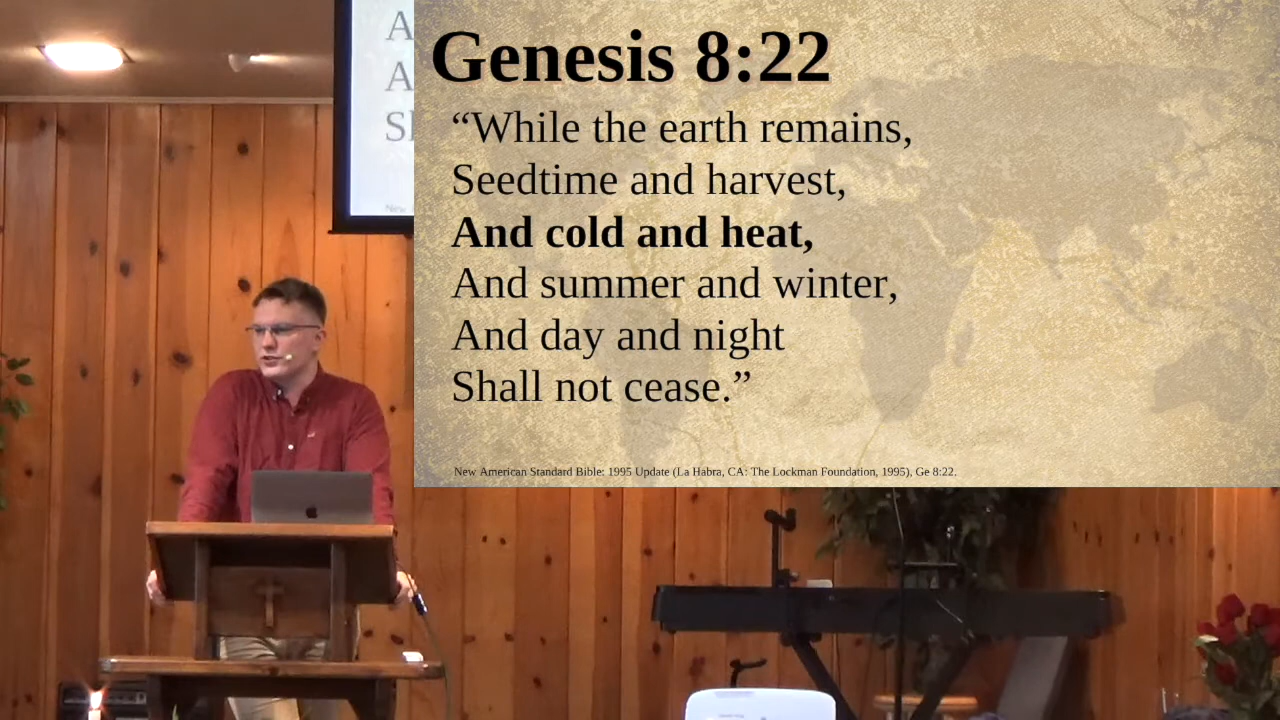 A
A
Genesis 8:22
“While the earth remains,
Seedtime and harvest,
And cold and heat,
And summer and winter,
And day and night
Shall not cease.”
New American Standard Bible: 1995 Update (La Habra, CA: The Lockman Foundation, 1995), Ge 8:22.